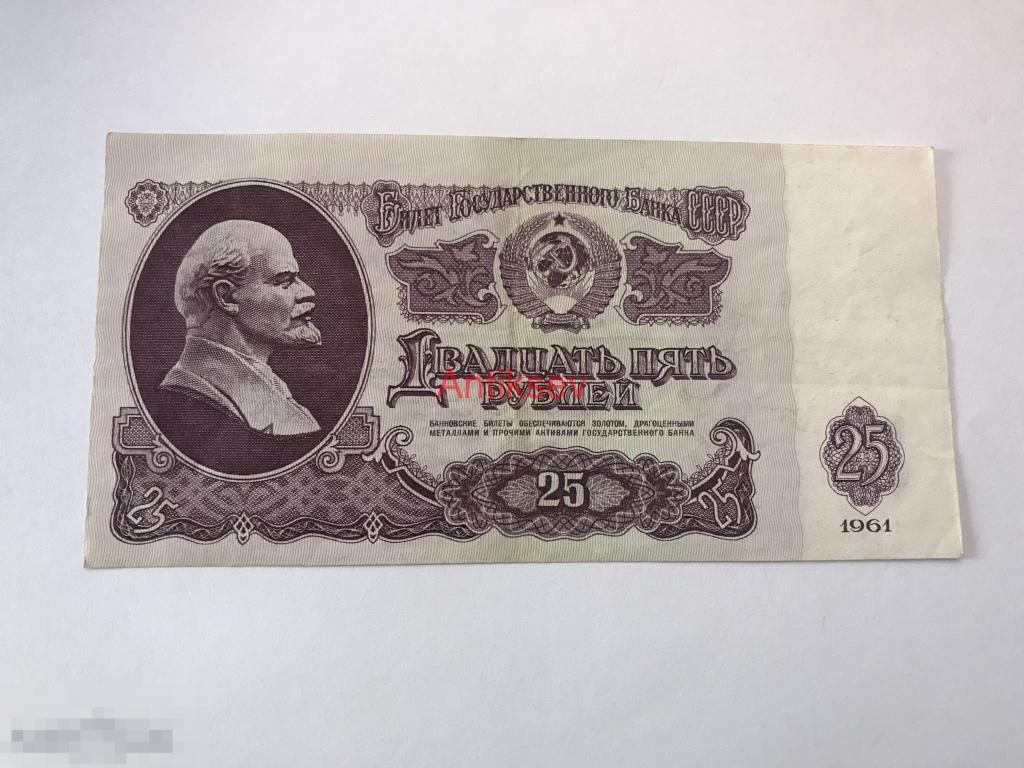 Билет Государственного Банка СССР
Двадцать пять
рублей
Antiksev
БАНКОВСКИЕ БИЛЕТЫ ОБЕСПЕЧИВАЮТСЯ ЗОЛОТОМ, ДРАГОЦЕННЫМИ
МЕТАЛЛАМИ И ПРОЧИМИ АКТИВАМИ ГОСУДАРСТВЕННОГО БАНКА
25
25
25
25
1961